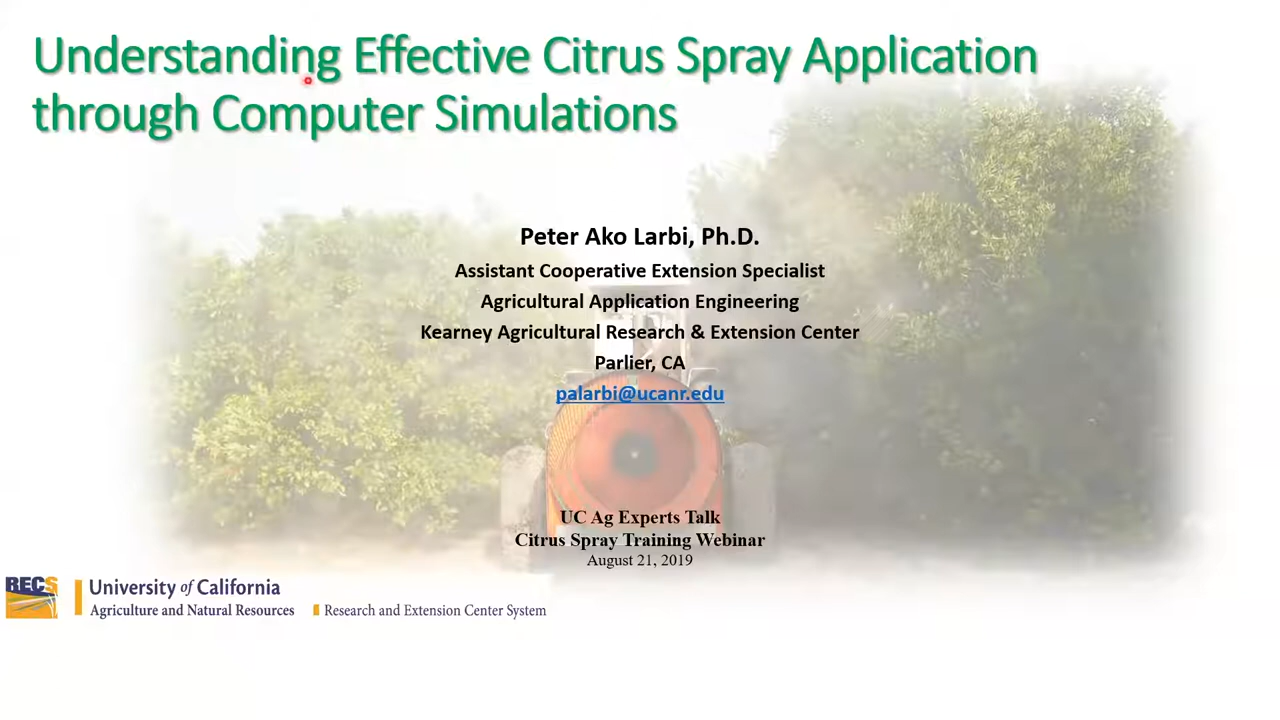 Understanding Effective Citrus Spray Application
through Computer Simulations
Peter Ako Larbi, Ph.D.
Assistant Cooperative Extension Specialist
Agricultural Application Engineering
Kearney Agricultural Research & Extension Center
Parlier, CA
palarbi@ucanr.edu
UC Ag Experts Talk
Citrus Spray Training Webinar
August 21, 2019
RECS
University of California
Agriculture and Natural Resources
Research and Extension Center System